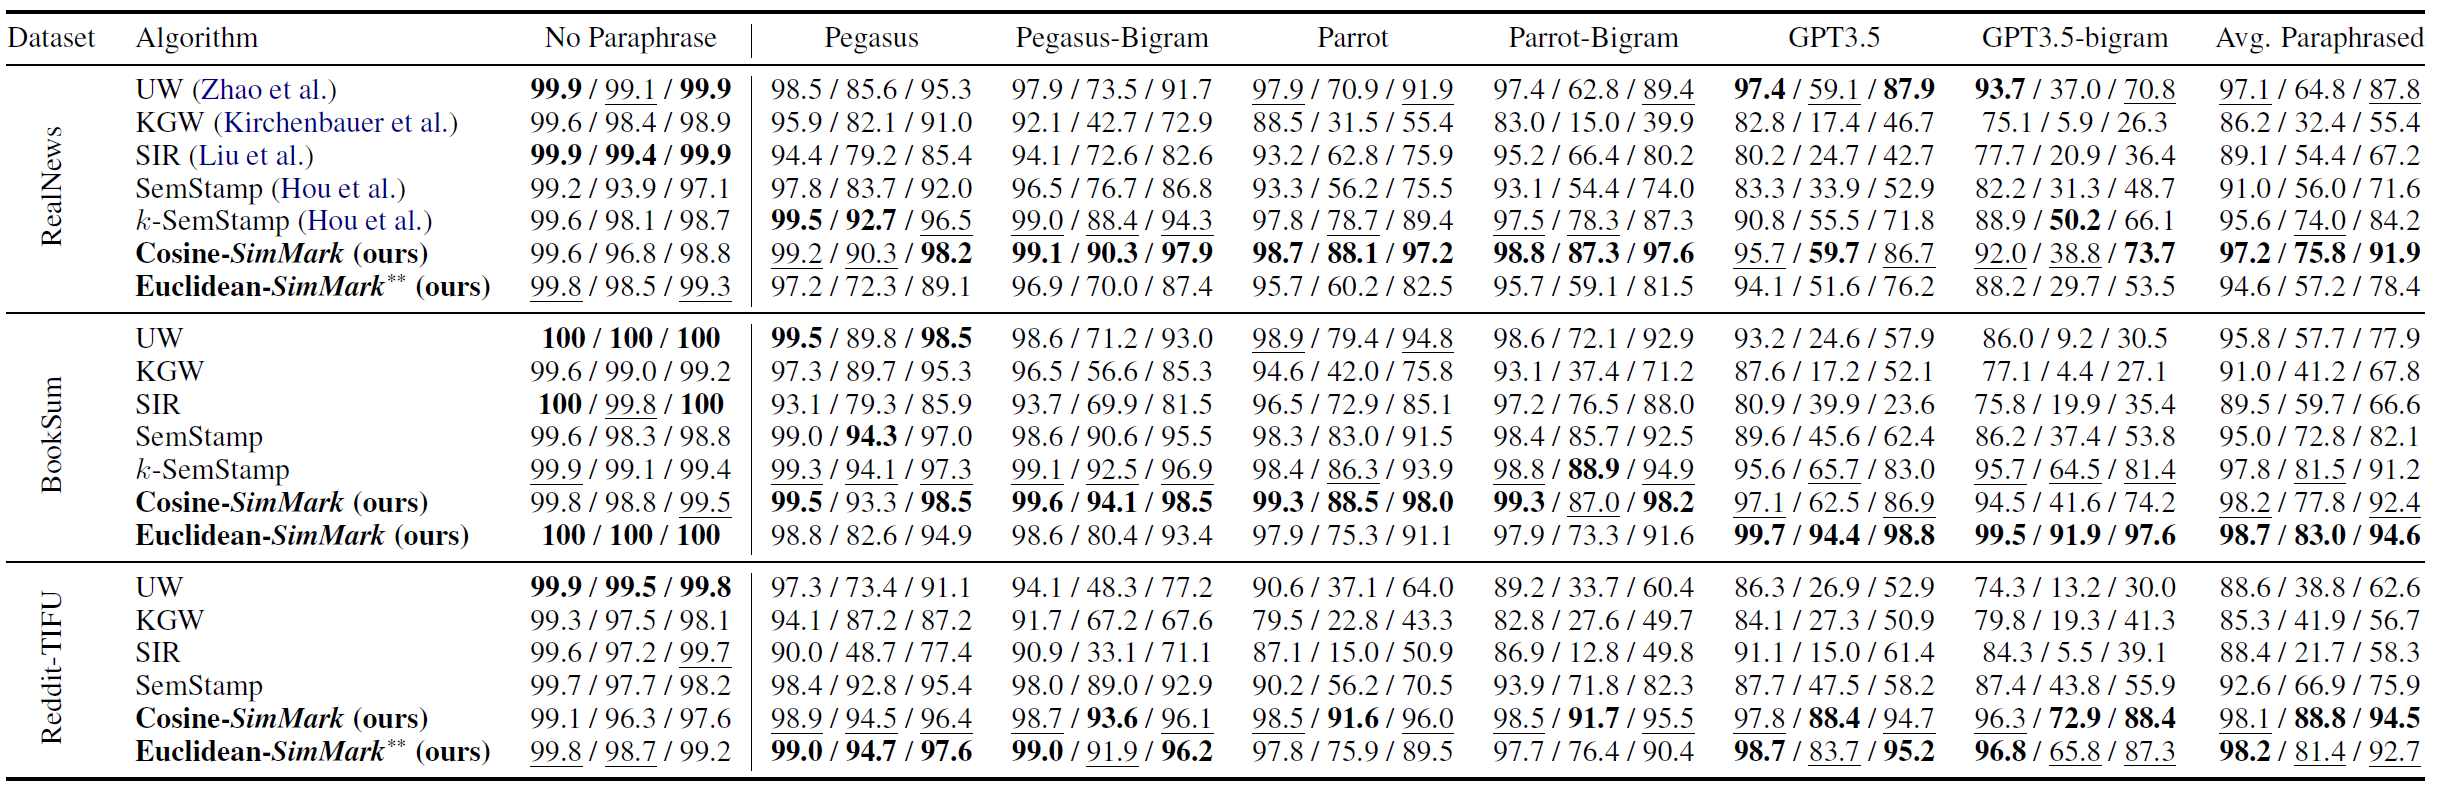 Dataset Algorithm No Paraphrase Pegasus Pegasus-Bigram Parrot Parrot-Bigram GPT3.5 GPT3.5-bigram Avg. Paraphrased
RealNews
UW (Zhao et al.) 99.9 / 99.1 / 99.9 98.5 / 85.6 / 95.3 97.9 / 73.5 / 91.7 97.9 / 70.9 / 91.9 97.4 / 62.8 / 89.4 97.4 / 59.1 / 87.9 93.7 / 37.0 / 70.8 97.1 / 64.8 / 87.8
KGW (Kirchenbauer et al.) 99.6 / 98.4 / 98.9 95.9 / 82.1 / 91.0 92.1 / 42.7 / 72.9 88.5 / 31.5 / 55.4 83.0 / 15.0 / 39.9 82.8 / 17.4 / 46.7 75.1 / 5.9 / 26.3 86.2 / 32.4 / 55.4
SIR (Liu et al.) 99.9 / 99.4 / 99.9 94.4 / 79.2 / 85.4 94.1 / 72.6 / 82.6 93.2 / 62.8 / 75.9 95.2 / 66.4 / 80.2 80.2 / 24.7 / 42.7 77.7 / 20.9 / 36.4 89.1 / 54.4 / 67.2
SemStamp (Hou et al.) 99.2 / 93.9 / 97.1 97.8 / 83.7 / 92.0 96.5 / 76.7 / 86.8 93.3 / 56.2 / 75.5 93.1 / 54.4 / 74.0 83.3 / 33.9 / 52.9 82.2 / 31.3 / 48.7 91.0 / 56.0 / 71.6
k-SemStamp (Hou et al.) 99.6 / 98.1 / 98.7 99.5 / 92.7 / 96.5 99.0 / 88.4 / 94.3 97.8 / 78.7 / 89.4 97.5 / 78.3 / 87.3 90.8 / 55.5 / 71.8 88.9 / 50.2 / 66.1 95.6 / 74.0 / 84.2
Cosine-SimMark (ours) 99.6 / 96.8 / 98.8 99.2 / 90.3 / 98.2 99.1 / 90.3 / 97.9 98.7 / 88.1 / 97.2 98.8 / 87.3 / 97.6 95.7 / 59.7 / 86.7 92.0 / 38.8 / 73.7 97.2 / 75.8 / 91.9
Euclidean-SimMark** (ours) 99.8 / 98.5 / 99.3 97.2 / 72.3 / 89.1 96.9 / 70.0 / 87.4 95.7 / 60.2 / 82.5 95.7 / 59.1 / 81.5 94.1 / 51.6 / 76.2 88.2 / 29.7 / 53.5 94.6 / 57.2 / 78.4
BookSum
UW 100 / 100 / 100 99.5 / 89.8 / 98.5 98.6 / 71.2 / 93.0 98.9 / 79.4 / 94.8 98.6 / 72.1 / 92.9 93.2 / 24.6 / 57.9 86.0 / 9.2 / 30.5 95.8 / 57.7 / 77.9
KGW 99.6 / 99.0 / 99.2 97.3 / 89.7 / 95.3 96.5 / 56.6 / 85.3 94.6 / 42.0 / 75.8 93.1 / 37.4 / 71.2 87.6 / 17.2 / 52.1 77.1 / 4.4 / 27.1 91.0 / 41.2 / 67.8
SIR 100 / 99.8 / 100 93.1 / 79.3 / 85.9 93.7 / 69.9 / 81.5 96.5 / 72.9 / 85.1 97.2 / 76.5 / 88.0 80.9 / 39.9 / 23.6 75.8 / 19.9 / 35.4 89.5 / 59.7 / 66.6
SemStamp 99.6 / 98.3 / 98.8 99.0 / 94.3 / 97.0 98.6 / 90.6 / 95.5 98.3 / 83.0 / 91.5 98.4 / 85.7 / 92.5 89.6 / 45.6 / 62.4 86.2 / 37.4 / 53.8 95.0 / 72.8 / 82.1
k-SemStamp 99.9 / 99.1 / 99.4 99.3 / 94.1 / 97.3 99.1 / 92.5 / 96.9 98.4 / 86.3 / 93.9 98.8 / 88.9 / 94.9 95.6 / 65.7 / 83.0 95.7 / 64.5 / 81.4 97.8 / 81.5 / 91.2
Cosine-SimMark (ours) 99.8 / 98.8 / 99.5 99.5 / 93.3 / 98.5 99.6 / 94.1 / 98.5 99.3 / 88.5 / 98.0 99.3 / 87.0 / 98.2 97.1 / 62.5 / 86.9 94.5 / 41.6 / 74.2 98.2 / 77.8 / 92.4
Euclidean-SimMark (ours) 100 / 100 / 100 98.8 / 82.6 / 94.9 98.6 / 80.4 / 93.4 97.9 / 75.3 / 91.1 97.9 / 73.3 / 91.6 99.7 / 94.4 / 98.8 99.5 / 91.9 / 97.6 98.7 / 83.0 / 94.6
Reddit-TIFU
UW 99.9 / 99.5 / 99.8 97.3 / 73.4 / 91.1 94.1 / 48.3 / 77.2 90.6 / 37.1 / 64.0 89.2 / 33.7 / 60.4 86.3 / 26.9 / 52.9 74.3 / 13.2 / 30.0 88.6 / 38.8 / 62.6
KGW 99.3 / 97.5 / 98.1 94.1 / 87.2 / 87.2 91.7 / 67.2 / 67.6 79.5 / 22.8 / 43.3 82.8 / 27.6 / 49.7 84.1 / 27.3 / 50.9 79.8 / 19.3 / 41.3 85.3 / 41.9 / 56.7
SIR 99.6 / 97.2 / 99.7 90.0 / 48.7 / 77.4 90.9 / 33.1 / 71.1 87.1 / 15.0 / 50.9 86.9 / 12.8 / 49.8 91.1 / 15.0 / 61.4 84.3 / 5.5 / 39.1 88.4 / 21.7 / 58.3
SemStamp 99.7 / 97.7 / 98.2 98.4 / 92.8 / 95.4 98.0 / 89.0 / 92.9 90.2 / 56.2 / 70.5 93.9 / 71.8 / 82.3 87.7 / 47.5 / 58.2 87.4 / 43.8 / 55.9 92.6 / 66.9 / 75.9
Cosine-SimMark (ours) 99.1 / 96.3 / 97.6 98.9 / 94.5 / 96.4 98.7 / 93.6 / 96.1 98.5 / 91.6 / 96.0 98.5 / 91.7 / 95.5 97.8 / 88.4 / 94.7 96.3 / 72.9 / 88.4 98.1 / 88.8 / 94.5
Euclidean-SimMark** (ours) 99.8 / 98.7 / 99.2 99.0 / 94.7 / 97.6 99.0 / 91.9 / 96.2 97.8 / 75.9 / 89.5 97.7 / 76.4 / 90.4 98.7 / 83.7 / 95.2 96.8 / 65.8 / 87.3 98.2 / 81.4 / 92.7